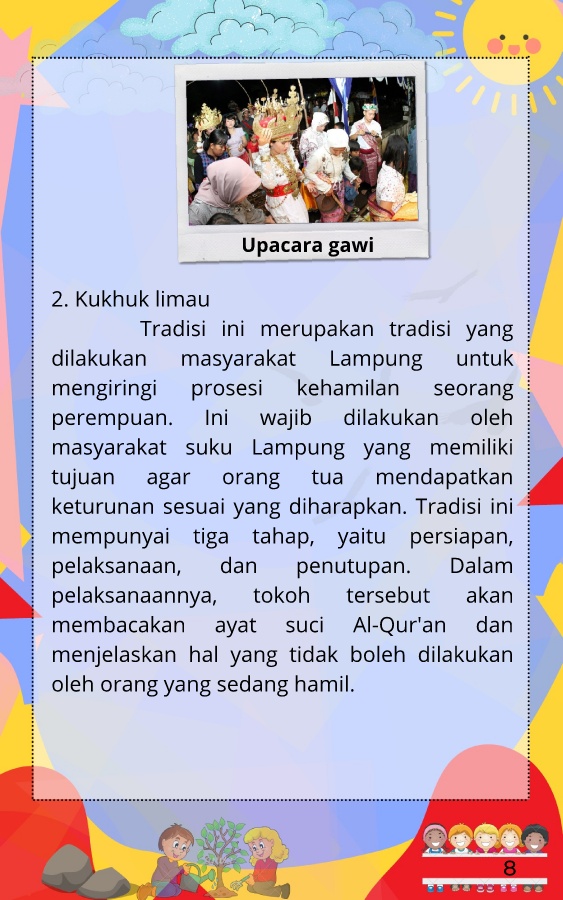 Upacara gawi
2. Kukhuk limau
Tradisi ini merupakan tradisi yang
dilakukan masyarakat Lampung untuk
mengiringi prosesi kehamilan seorang
perempuan. Ini wajib dilakukan oleh
masyarakat suku Lampung yang memiliki
tujuan agar orang tua mendapatkan
keturunan sesuai yang diharapkan. Tradisi ini
mempunyai tiga tahap, yaitu persiapan,
pelaksanaan, dan penutupan. Dalam
pelaksanaannya, tokoh tersebut akan
membacakan ayat suci Al-Qur'an dan
menjelaskan hal yang tidak boleh dilakukan
oleh orang yang sedang hamil.
8